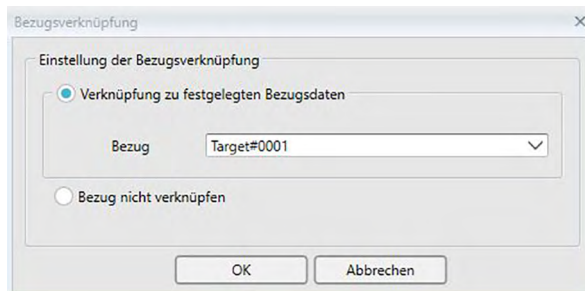 Bezugsverknüpfung
Einstellung der Bezugsverknüpfung
Verknüpfung zu festgelegten Bezugsdaten
Bezug Target#0001
Bezug nicht verknüpfen
OK Abbrechen